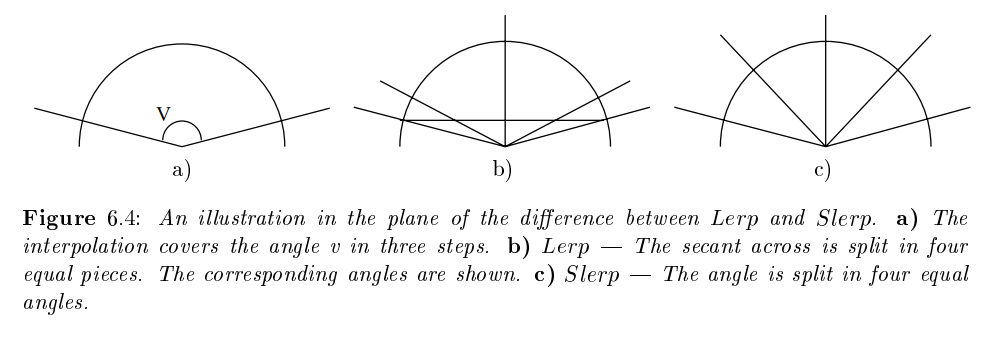 V
a)
b)
c)
Figure 6.4: An illustration in the plane of the difference between Lerp and Slerp. a) The
interpolation covers the angle v in three steps. b) Lerp — The secant across is split in four
equal pieces. The corresponding angles are shown. c) Slerp — The angle is split in four equal
angles.